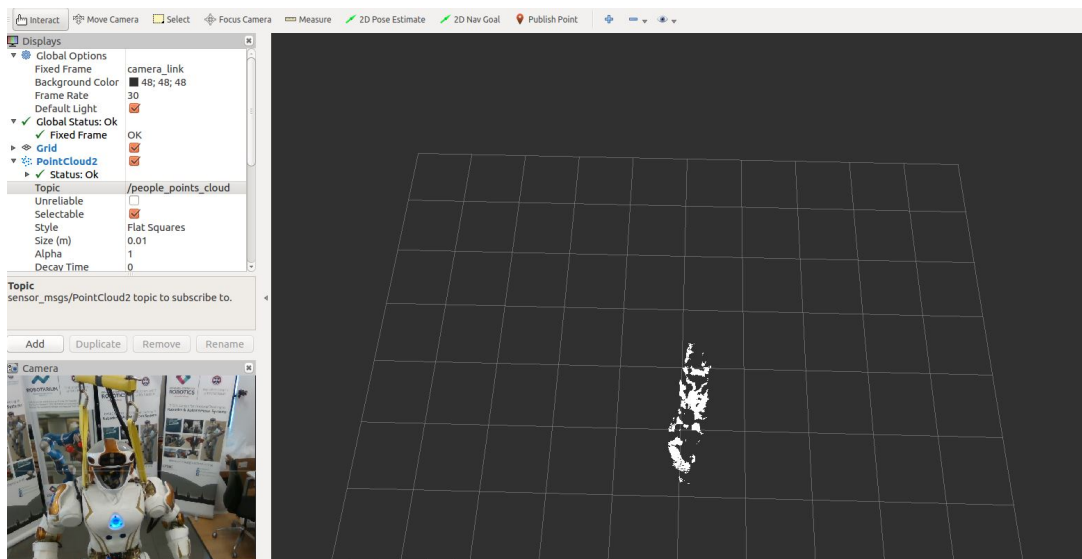 Interact Move Camera Select Focus Camera Measure 2D Pose Estimate 2D Nav Goal Publish Point
Displays
Global Options
Fixed Frame camera_link
Background Color 48; 48; 48
Frame Rate 30
Default Light
Global Status: Ok
Fixed Frame OK
Grid
PointCloud2
Status: Ok
Topic /people_points_cloud
Unreliable
Selectable
Style Flat Squares
Size (m) 0.01
Alpha 1
Decay Time 0
Topic
sensor_msgs/PointCloud2 topic to subscribe to.
Add Duplicate Remove Rename
Camera
ROBOTARIUM
ROBOTICS
ROBOTICS